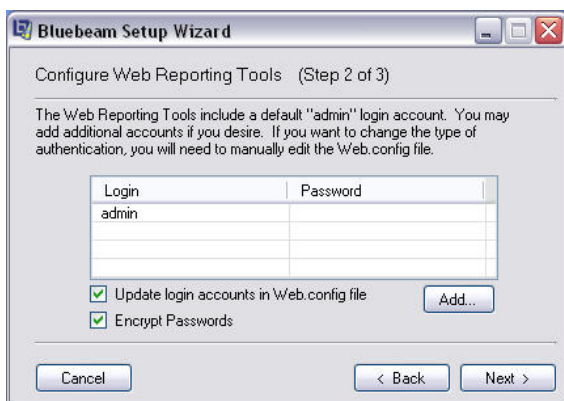 Bluebeam Setup Wizard
Configure Web Reporting Tools (Step 2 of 3)
The Web Reporting Tools include a default "admin" login account. You may
add additional accounts if you desire. If you want to change the type of
authentication, you will need to manually edit the Web.config file.
Login Password
admin
Update login accounts in Web.config file
Add...
Encrypt Passwords
Cancel < Back Next >